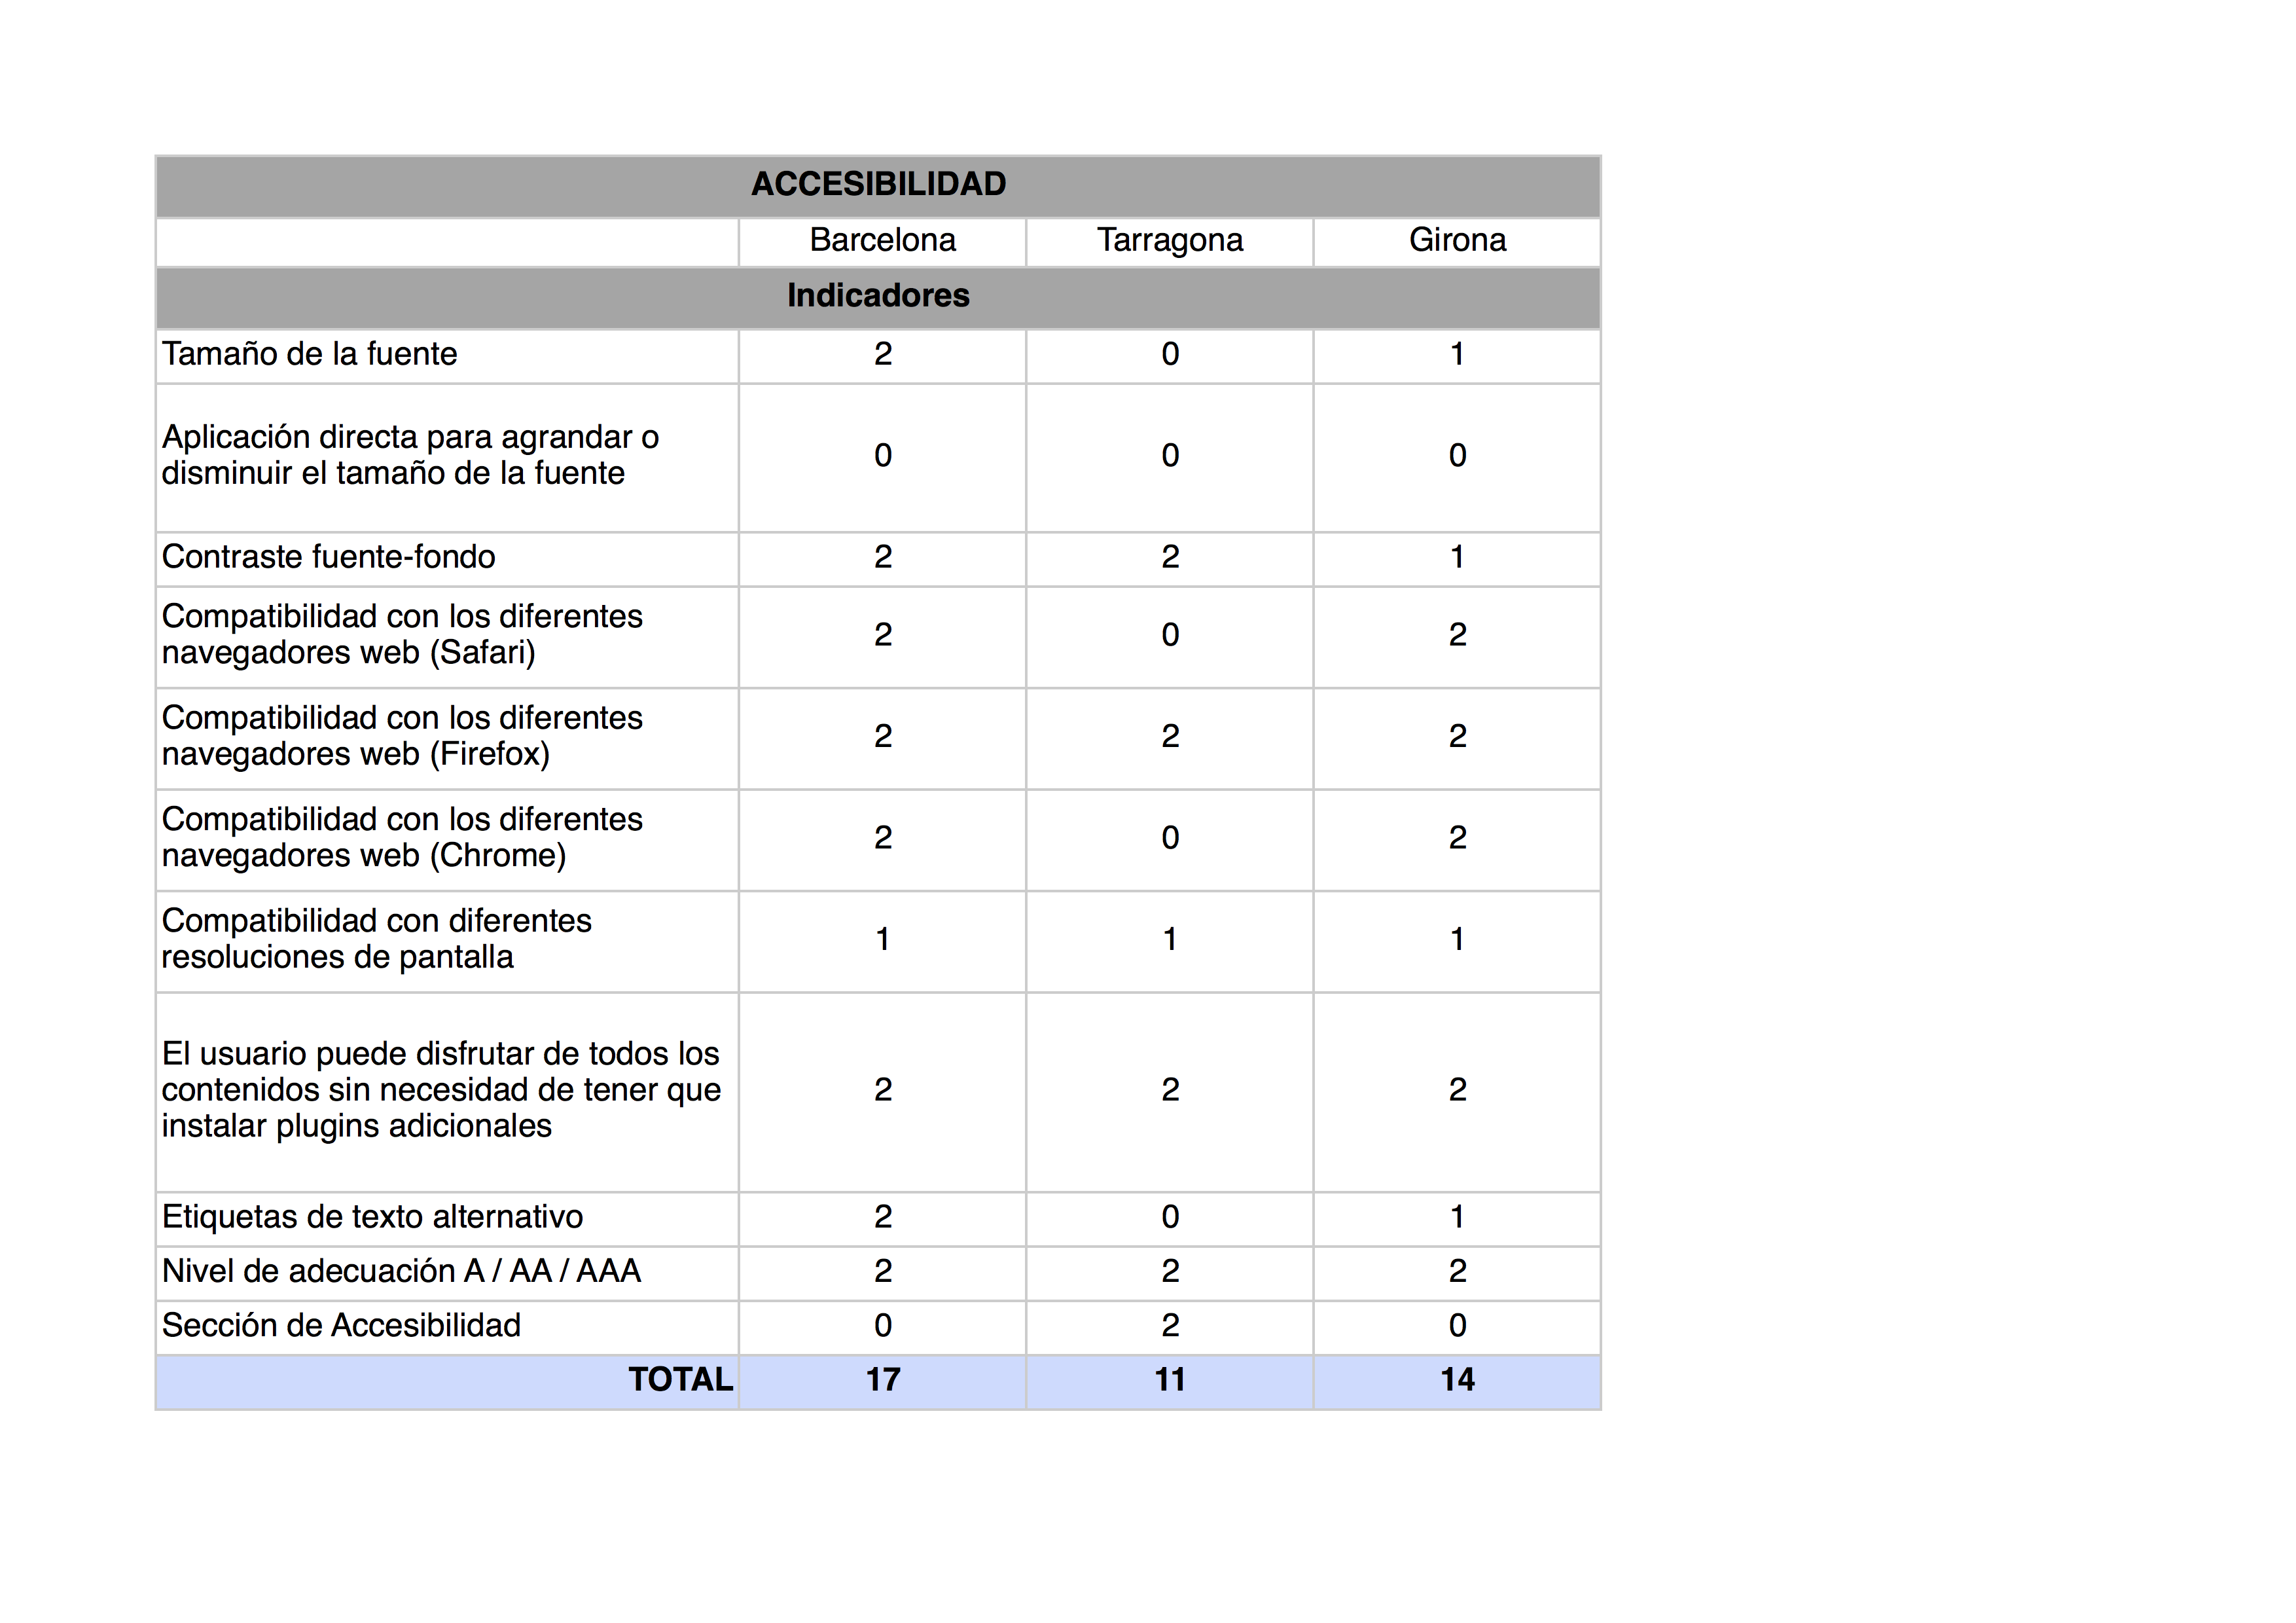 ACCESIBILIDAD
Barcelona Tarragona Girona
Indicadores
Tamaño de la fuente 2 0 1
Aplicación directa para agrandar o
disminuir el tamaño de la fuente 0 0 0
Contraste fuente-fondo 2 2 1
Compatibilidad con los diferentes
navegadores web (Safari) 2 0 2
Compatibilidad con los diferentes
navegadores web (Firefox) 2 2 2
Compatibilidad con los diferentes
navegadores web (Chrome) 2 0 2
Compatibilidad con diferentes
resoluciones de pantalla 1 1 1
El usuario puede disfrutar de todos los
contenidos sin necesidad de tener que
instalar plugins adicionales 2 2 2
Etiquetas de texto alternativo 2 0 1
Nivel de adecuación A / AA / AAA 2 2 2
Sección de Accesibilidad 0 2 0
TOTAL 17 11 14